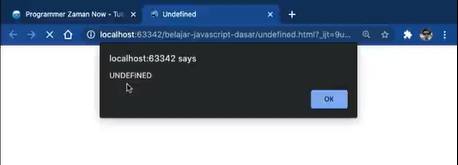 Programmer Zaman Now - Tu
Undefined
localhost:63342/belajar-javascript-dasar/undefined.html?_ijt=9u...
localhost:63342 says
UNDEFINED
OK